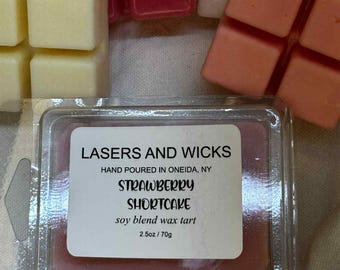 LASERS AND WICKS
HAND POURED IN ONEIDA, NY
STRAWBERRY
SHORTCAKE
soy blend wax tart
2.5oz / 70g